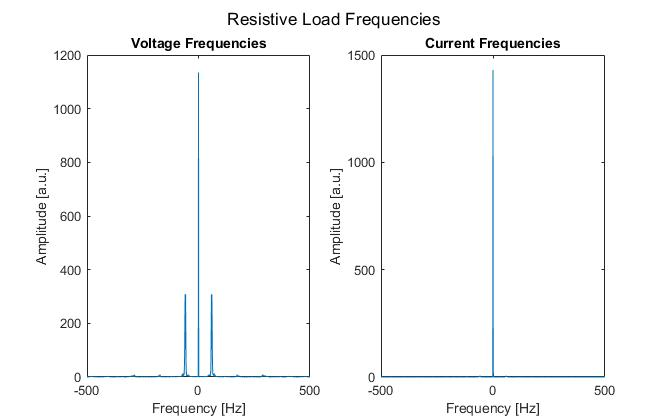 Resistive Load Frequencies
Voltage Frequencies
1200
1000
800
600
400
200
0
-500
0
500
Amplitude [a.u.]
Frequency [Hz]
Current Frequencies
1500
1000
500
0
-500
0
500
Amplitude [a.u.]
Frequency [Hz]